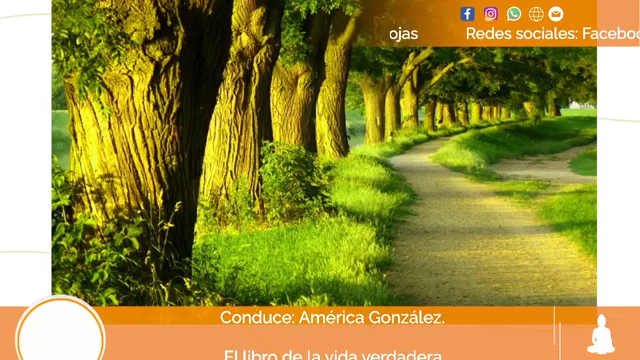 ojas Redes sociales: Faceboo
Conduce: América González.
El libro de la vida verdadera